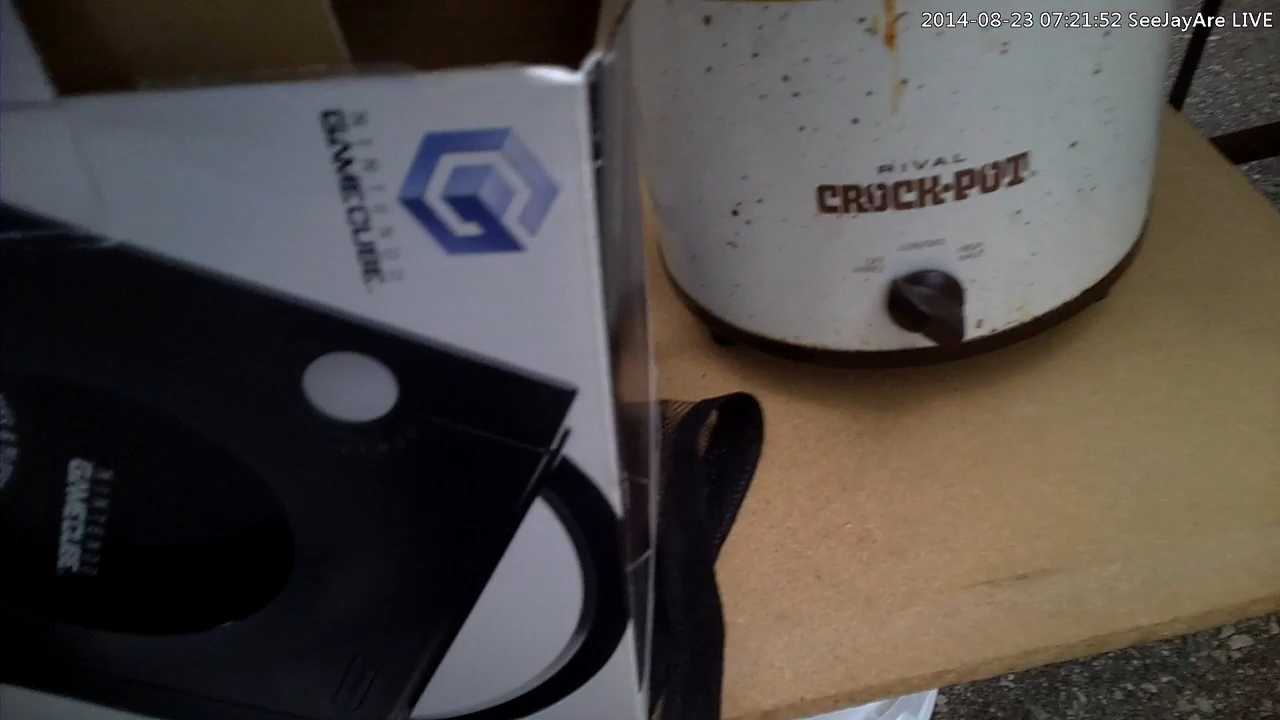 2014-08-23 07:21:52 SeeJayAre LIVE
NINTENDO
GAMECUBE
RIVAL
CROCK-POT
NINTENDO
GAMECUBE